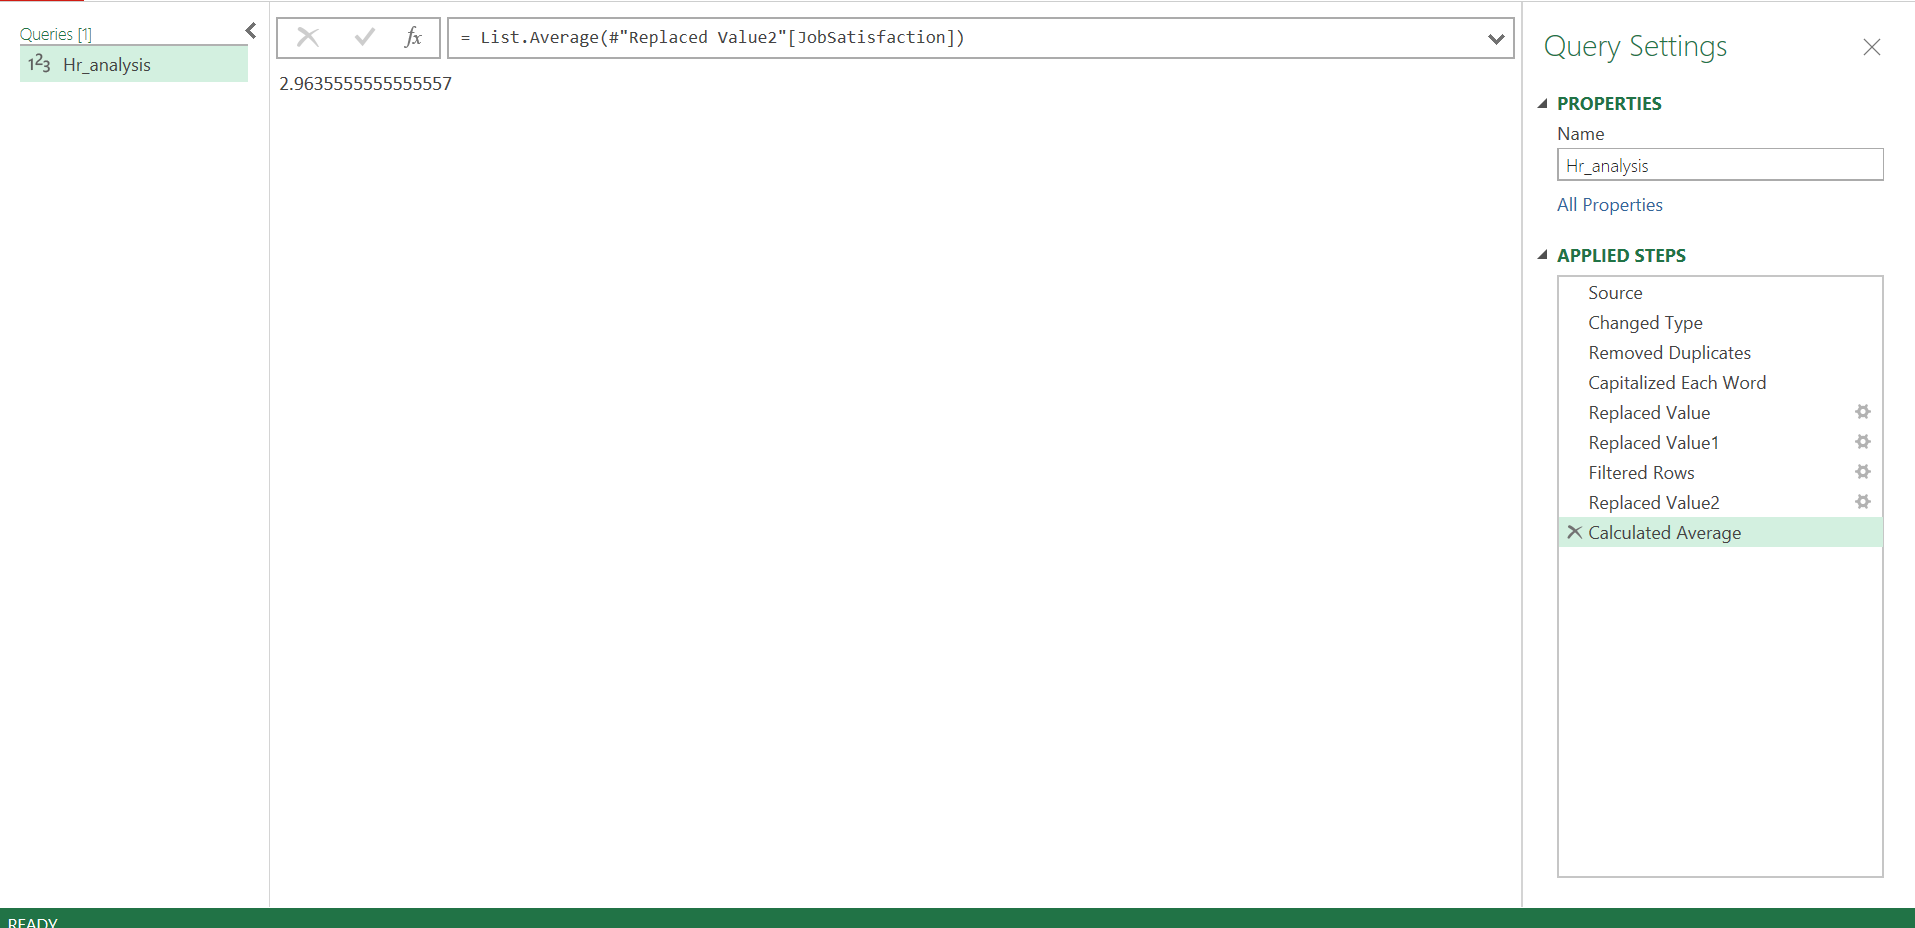 Queries [1]
123 Hr_analysis
fx
= List.Average(#"Replaced Value2"[JobSatisfaction])
2.9635555555555557
Query Settings
PROPERTIES
Name
Hr_analysis
All Properties
APPLIED STEPS
Source
Changed Type
Removed Duplicates
Capitalized Each Word
Replaced Value
Replaced Value1
Filtered Rows
Replaced Value2
Calculated Average
READY